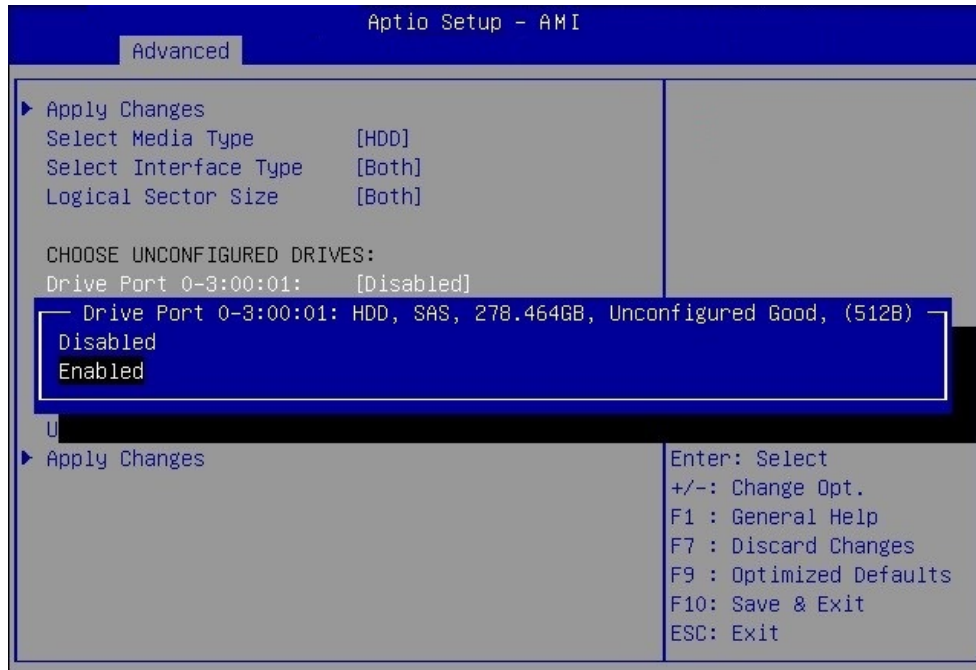 Aptio Setup - AMI
Advanced
Apply Changes
Select Media Type [HDD]
Select Interface Type [Both]
Logical Sector Size [Both]
CHOOSE UNCONFIGURED DRIVES:
Drive Port 0-3:00:01: [Disabled]
Drive Port 0-3:00:01: HDD, SAS, 278.464GB, Unconfigured Good, (512B)
Disabled
Enabled
U
Apply Changes
Enter: Select
+/-: Change Opt.
F1 : General Help
F7 : Discard Changes
F9 : Optimized Defaults
F10: Save & Exit
ESC: Exit